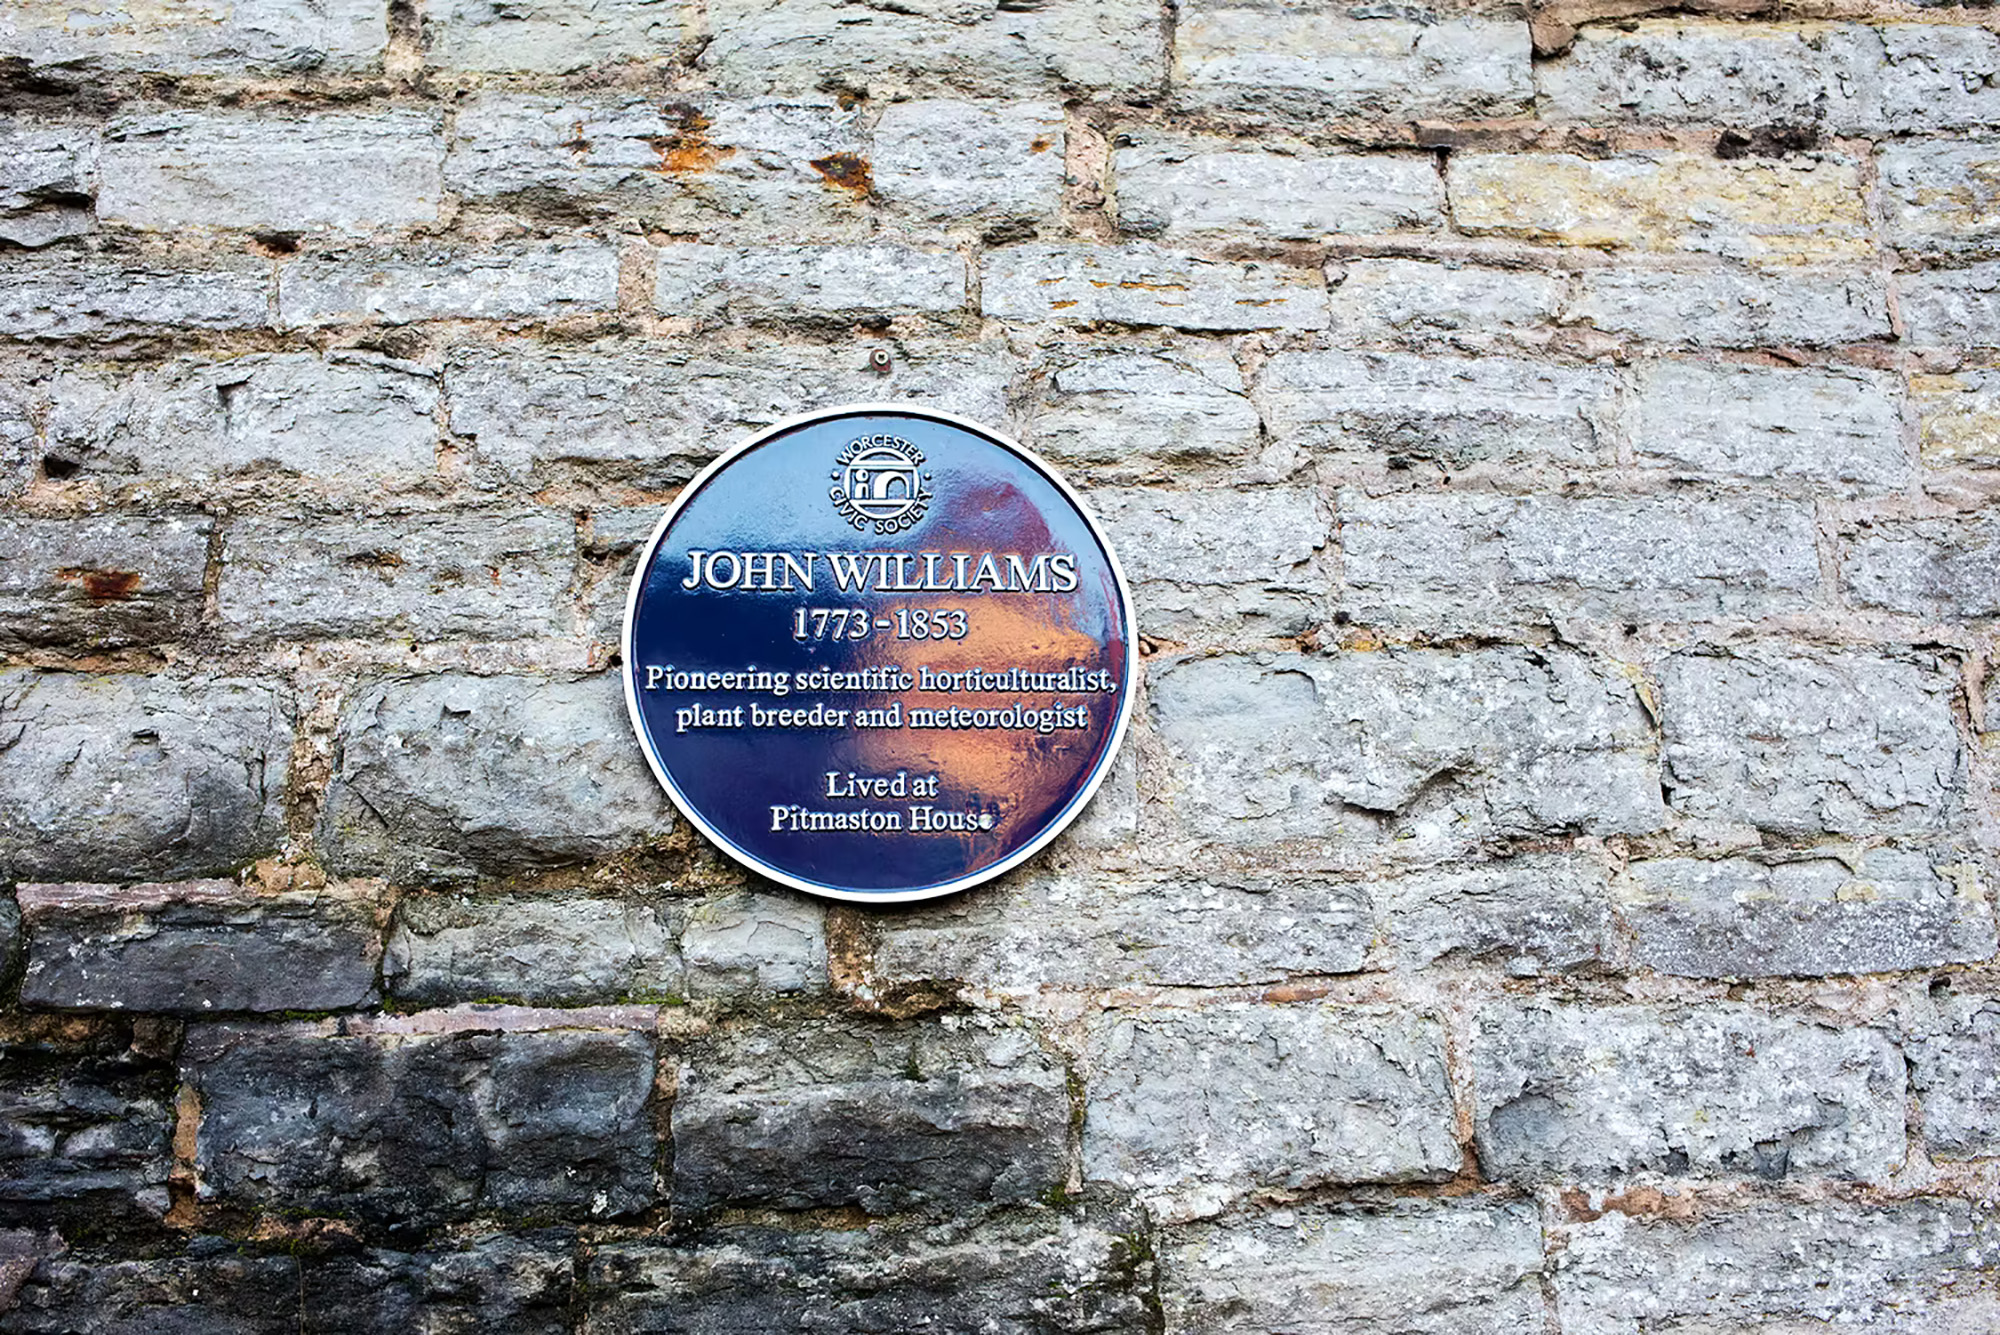 WORCESTER
CIVIC SOCIETY
JOHN WILLIAMS
1773-1853
Pioneering scientific horticulturalist,
plant breeder and meteorologist
Lived at
Pitmaston House